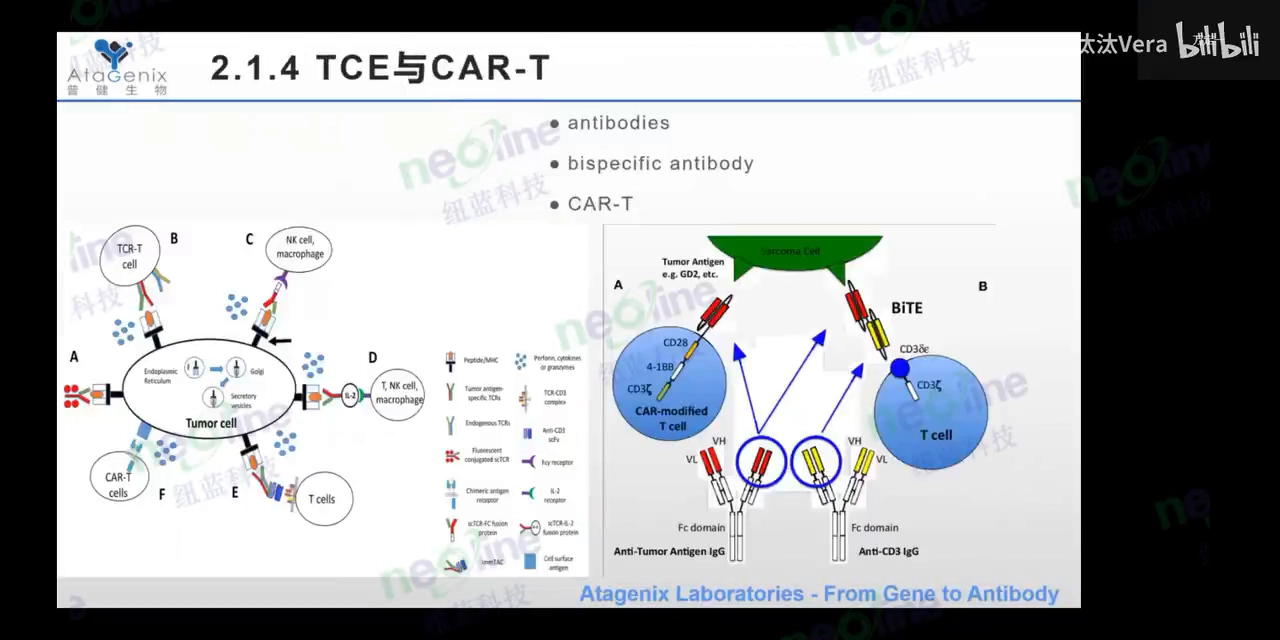 汰Vera bilibili
AtaGenix
普健生物
2.1.4 TCE与CAR-T
• antibodies
• bispecific antibody
• CAR-T
neoline
纽蓝科技
A
B
C
D
E
F
TCR-T
cell
NK cell,
macrophage
Endoplasmic
Reticulum
Golgi
Secretory
vesicles
Tumor cell
IL-2
T, NK cell,
macrophage
CAR-T
cells
T cells
Peptide/MHC
Tumor antigen-
specific TCRs
Endogenous TCRs
Fluorescent
conjugated scTCR
Chimeric antigen
receptor
scTCR-FC fusion
protein
ImmTAC
Perforin, cytokines
or granzymes
TCR-CD3
complex
Anti-CD3
scFv
Fcγ receptor
IL-2
receptor
scTCR-IL-2
fusion protein
Cell surface
antigen
Sarcoma Cell
Tumor Antigen
e.g. GD2, etc.
A
B
BiTE
CD28
4-1BB
CD3ζ
CAR-modified
T cell
CD3δε
CD3ζ
T cell
VH
VL
VH
VL
Fc domain
Fc domain
Anti-Tumor Antigen IgG
Anti-CD3 IgG
Atagenix Laboratories - From Gene to Antibody